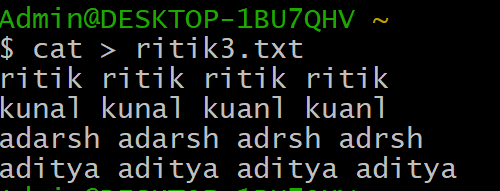 Admin@DESKTOP-1BU7QHV ~
$ cat > ritik3.txt
ritik ritik ritik ritik
kunal kunal kuanl kuanl
adarsh adarsh adrsh adrsh
aditya aditya aditya aditya